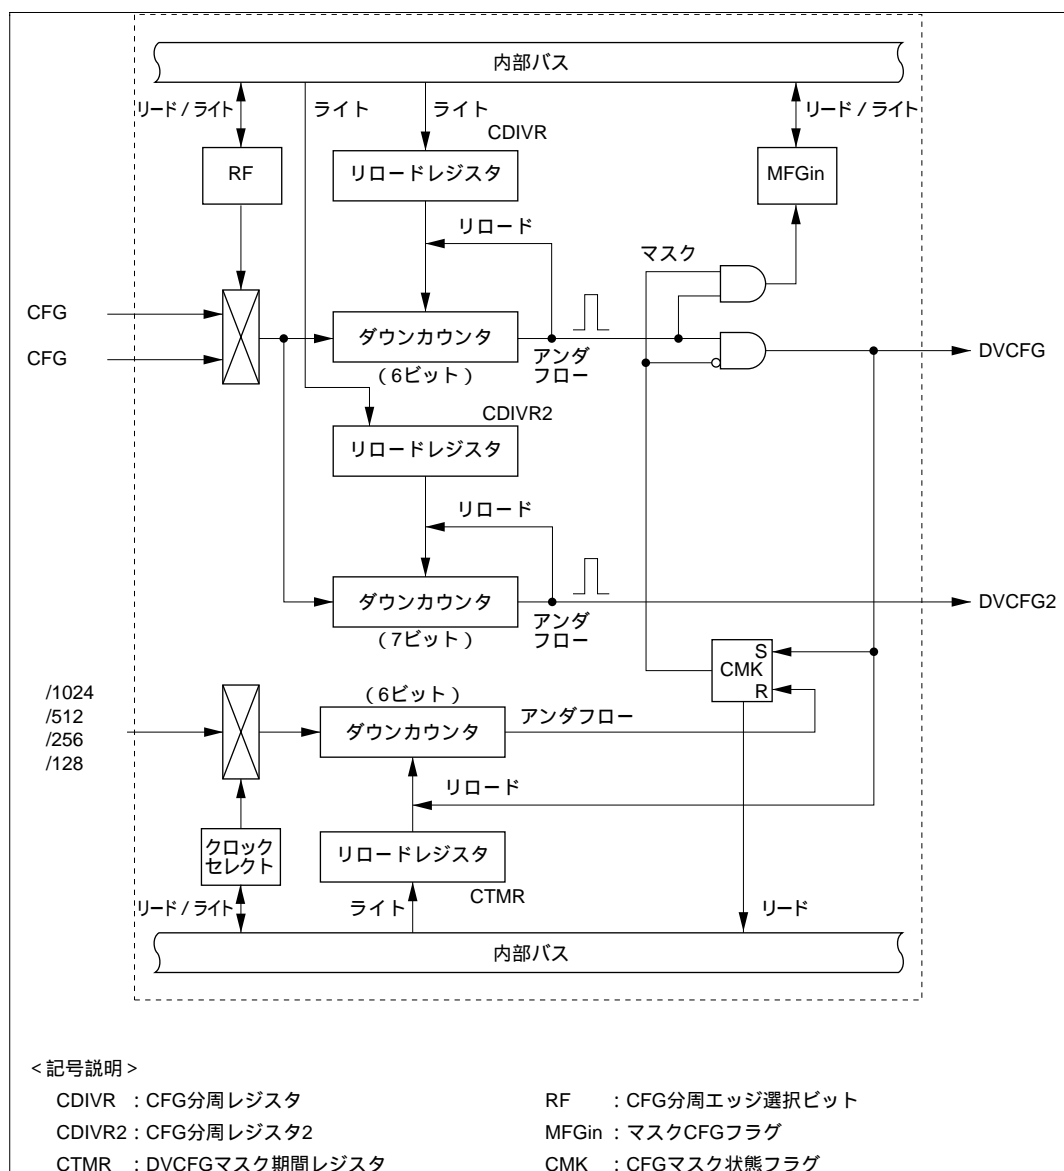 内部バス
リード / ライト
ライト
ライト
リード / ライト
CDIVR
RF
リロードレジスタ
MFGin
リロード
マスク
CFG
CFG
ダウンカウンタ
アンダ
フロー
(6ビット)
DVCFG
CDIVR2
リロードレジスタ
リロード
ダウンカウンタ
アンダ
フロー
(7ビット)
DVCFG2
S
CMK
R
/1024
/512
/256
/128
(6ビット)
ダウンカウンタ
アンダフロー
リロード
クロック
セレクト
リロードレジスタ
CTMR
リード / ライト
ライト
リード
内部バス
<記号説明>
CDIVR :CFG分周レジスタ
RF :CFG分周エッジ選択ビット
CDIVR2:CFG分周レジスタ2
MFGin :マスクCFGフラグ
CTMR :DVCFGマスク期間レジスタ
CMK :CFGマスク状態フラグ